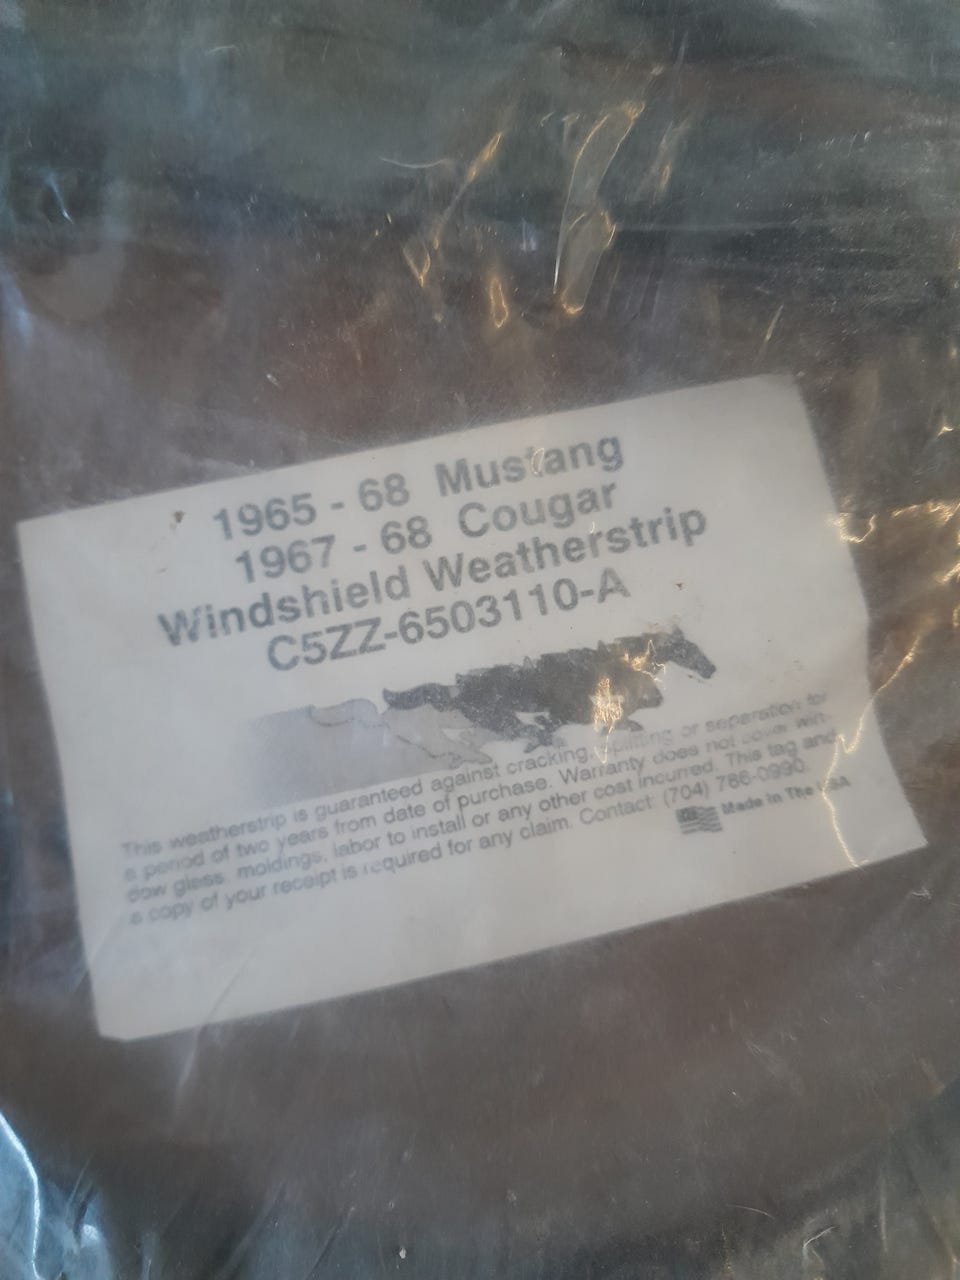 1965 - 68 Mustang
1967 - 68 Cougar
Windshield Weatherstrip
C5ZZ-6503110-A
This weatherstrip is guaranteed against cracking, splitting or separation for
a period of two years from date of purchase. Warranty does not cover win-
dow glass, moldings, labor to install or any other cost incurred. This tag and
a copy of your receipt is required for any claim. Contact: (704) 786-0990.
Made in The USA